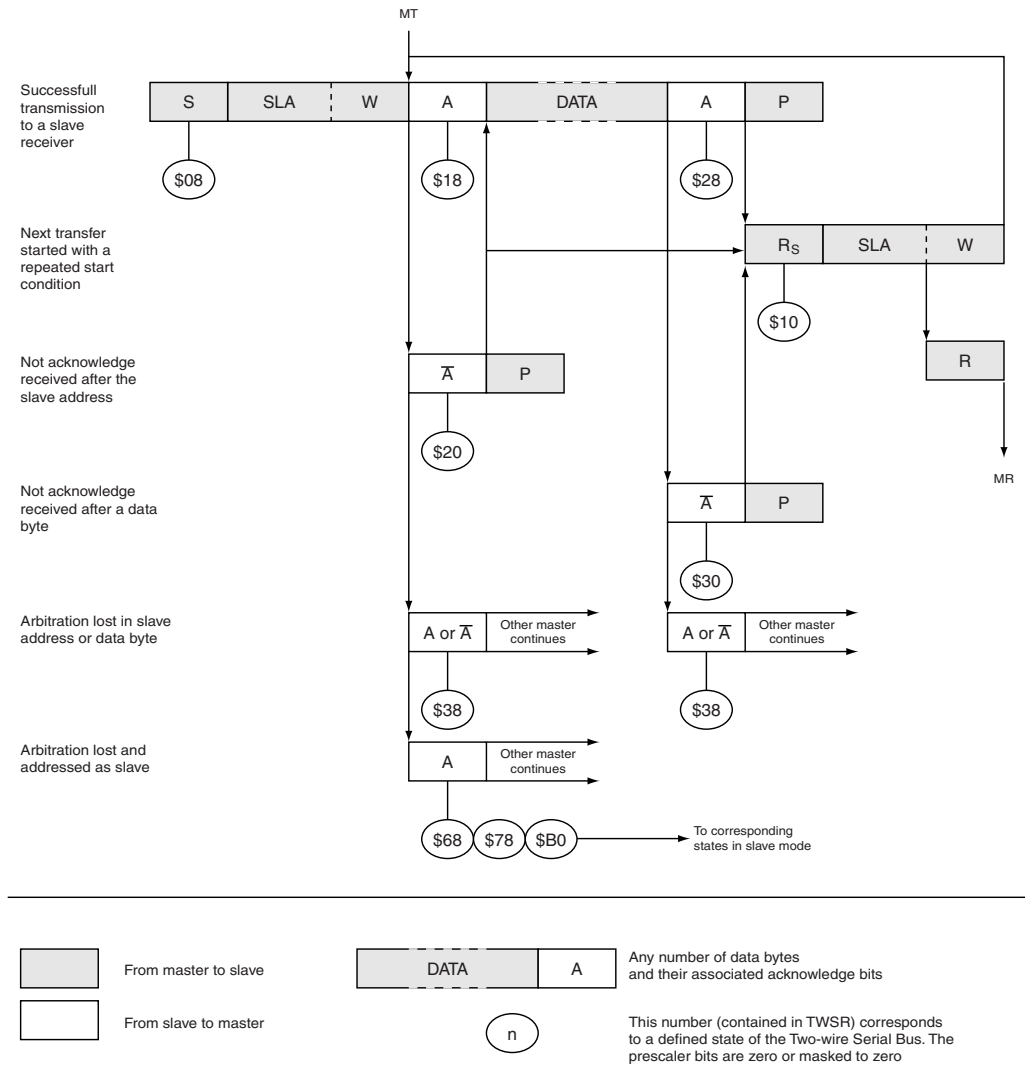 MT
Successfull
transmission
to a slave
receiver
S SLA W A DATA A P
$08 $18 $28
Next transfer
started with a
repeated start
condition
RS SLA W
$10
Not acknowledge
received after the
slave address
A̅ P
R
$20
MR
Not acknowledge
received after a data
byte
A̅ P
$30
Arbitration lost in slave
address or data byte
A or A̅ Other master
continues
A or A̅ Other master
continues
$38 $38
Arbitration lost and
addressed as slave
A Other master
continues
$68 $78 $B0
To corresponding
states in slave mode
From master to slave
DATA A
Any number of data bytes
and their associated acknowledge bits
From slave to master
n
This number (contained in TWSR) corresponds
to a defined state of the Two-wire Serial Bus. The
prescaler bits are zero or masked to zero